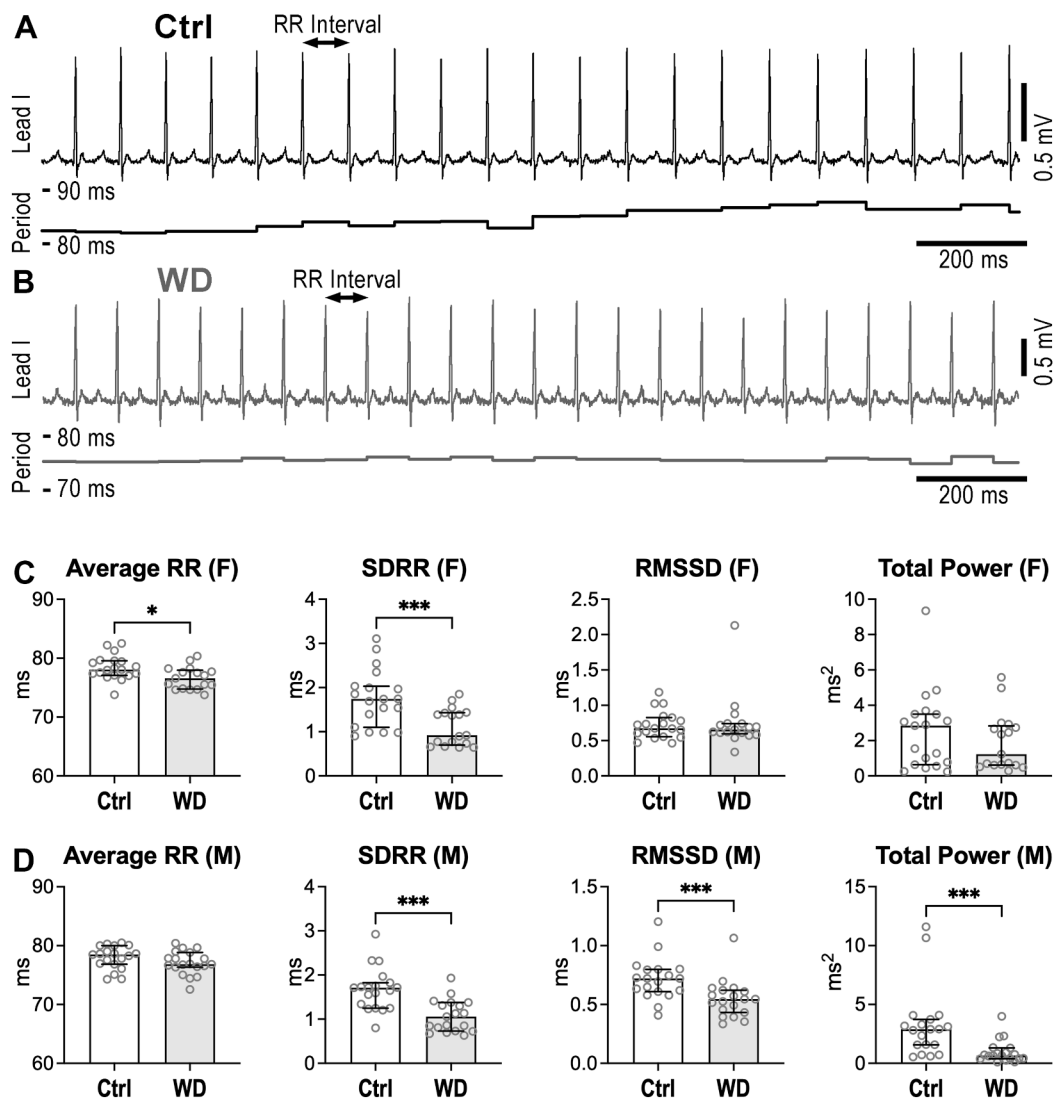 A Ctrl RR Interval
Lead I
0.5 mV
- 90 ms
Period
- 80 ms
200 ms
B WD RR Interval
Lead I
0.5 mV
- 80 ms
Period
- 70 ms
200 ms
C Average RR (F) SDRR (F) RMSSD (F) Total Power (F)
90 4 2.5 10
* *** 
80 3 2.0 8
ms ms ms ms²
70 2 1.5 6
1 1.0 4
0.5 2
60 0 0.0 0
Ctrl WD Ctrl WD Ctrl WD Ctrl WD
D Average RR (M) SDRR (M) RMSSD (M) Total Power (M)
90 4 1.5 15
*** *** ***
80 3 1.0 10
ms ms ms ms²
70 2 0.5 5
1
60 0 0.0 0
Ctrl WD Ctrl WD Ctrl WD Ctrl WD